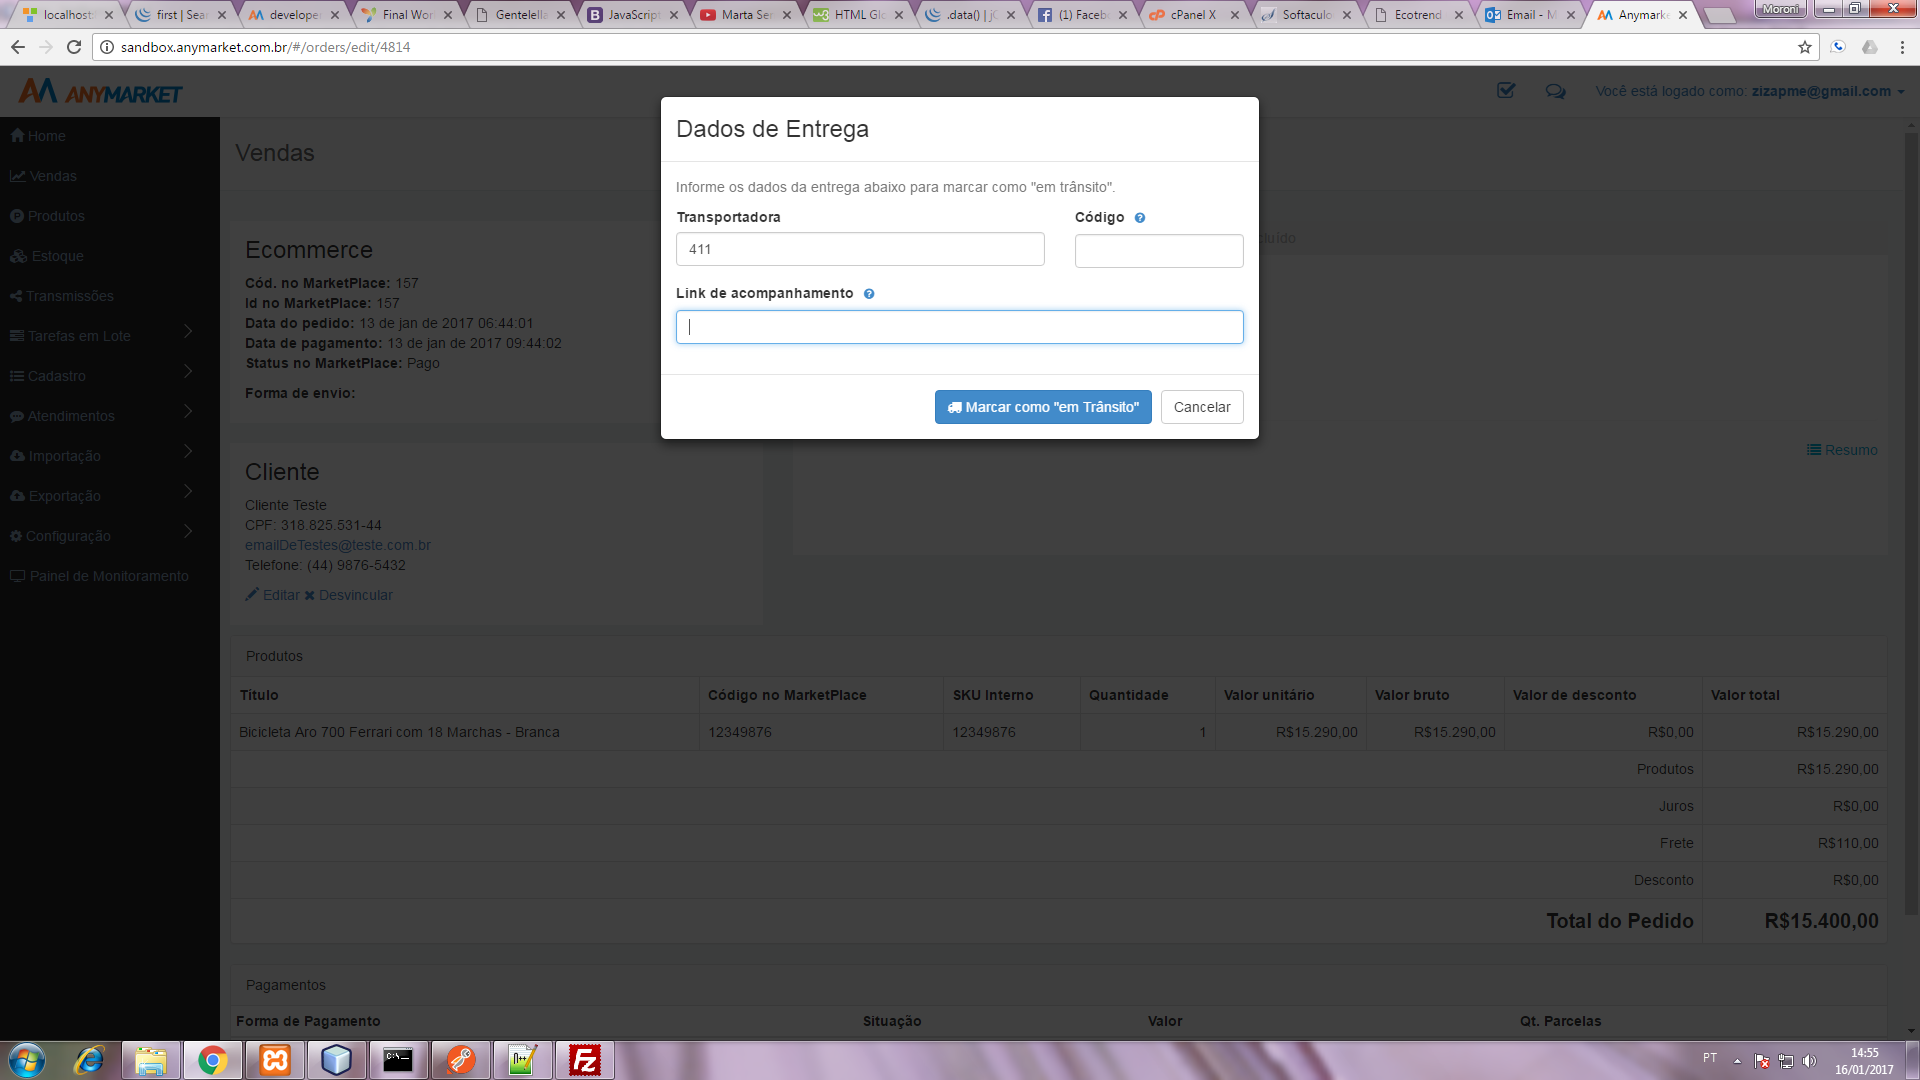 localhost:
first | Sear
develope
Final Wor
Gentelella
JavaScript
Marta Se
HTML Glo
.data() | jC
(1) Faceb
cPanel X
Softaculo
Ecotrend
Email - M
Anymarke
Moroni
sandbox.anymarket.com.br/#/orders/edit/4814
ANYMARKET
Você está logado como: zizapme@gmail.com
Home
Vendas
Produtos
Estoque
Transmissões
Tarefas em Lote
Cadastro
Atendimentos
Importação
Exportação
Configuração
Painel de Monitoramento
Vendas
Ecommerce
Cód. no MarketPlace: 157
Id no MarketPlace: 157
Data do pedido: 13 de jan de 2017 06:44:01
Data de pagamento: 13 de jan de 2017 09:44:02
Status no MarketPlace: Pago
Forma de envio:
Cliente
Cliente Teste
CPF: 318.825.531-44
emailDeTestes@teste.com.br
Telefone: (44) 9876-5432
Editar Desvincular
Dados de Entrega
Informe os dados da entrega abaixo para marcar como "em trânsito".
Transportadora Código
411
Link de acompanhamento
Marcar como "em Trânsito" Cancelar
cluído
Resumo
Produtos
Título Código no MarketPlace SKU Interno Quantidade Valor unitário Valor bruto Valor de desconto Valor total
Bicicleta Aro 700 Ferrari com 18 Marchas - Branca 12349876 12349876 1 R$15.290,00 R$15.290,00 R$0,00 R$15.290,00
Produtos R$15.290,00
Juros R$0,00
Frete R$110,00
Desconto R$0,00
Total do Pedido R$15.400,00
Pagamentos
Forma de Pagamento Situação Valor Qt. Parcelas
PT
14:55
16/01/2017